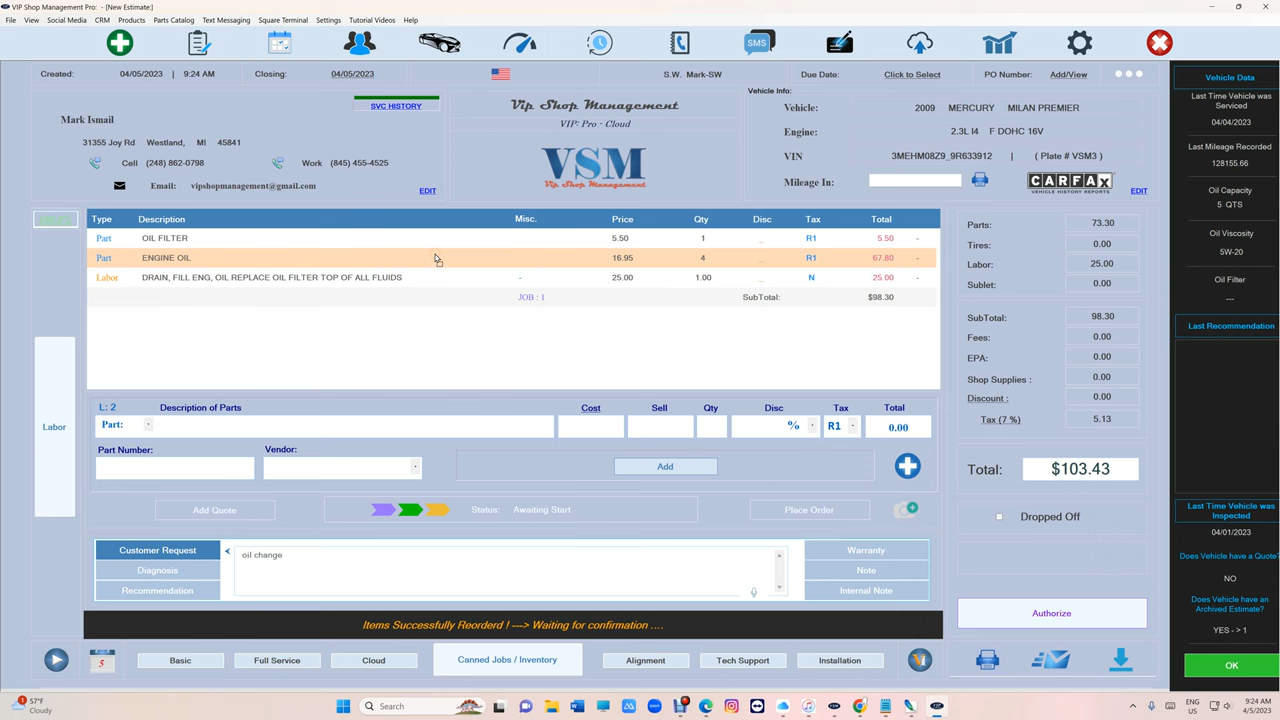 VIP Shop Management Pro: - [New Estimate:]
File View Social Media CRM Products Parts Catalog Text Messaging Square Terminal Settings Tutorial Videos Help
SMS
Created: 04/05/2023 | 9:24 AM Closing: 04/05/2023 S.W. Mark-SW Due Date: Click to Select PO Number: Add/View
SVC HISTORY
Mark Ismail
31355 Joy Rd Westland, MI 45841
Cell (248) 862-0798 Work (845) 455-4525
Email: vipshopmanagement@gmail.com
EDIT
Vip Shop Management
VIP: Pro - Cloud
VSM
Vip Shop Management
Vehicle Info:
Vehicle: 2009 MERCURY MILAN PREMIER
Engine: 2.3L I4 F DOHC 16V
VIN 3MEHM08Z9_9R633912 | ( Plate # VSM3 )
Mileage In:
CARFAX
VEHICLE HISTORY REPORTS
EDIT
Type Description Misc. Price Qty Disc Tax Total
Part OIL FILTER 5.50 1 _ R1 5.50 -
Part ENGINE OIL 16.95 4 _ R1 67.80 -
Labor DRAIN, FILL ENG, OIL REPLACE OIL FILTER TOP OF ALL FLUIDS - 25.00 1.00 _ N 25.00 -
JOB : 1 SubTotal: $98.30
Labor
L: 2 Description of Parts Cost Sell Qty Disc Tax Total
Part: % R1 0.00
Part Number: Vendor:
Add
Add Quote Status: Awaiting Start Place Order
Customer Request
Diagnosis
Recommendation
oil change
Warranty
Note
Internal Note
Items Successfully Reorderd ! ---> Waiting for confirmation ....
5 Basic Full Service Cloud Canned Jobs / Inventory Alignment Tech Support Installation
Parts: 73.30
Tires: 0.00
Labor: 25.00
Sublet: 0.00
SubTotal: 98.30
Fees: 0.00
EPA: 0.00
Shop Supplies : 0.00
Discount : 0.00
Tax (7 %) 5.13
Total: $103.43
Dropped Off
Authorize
Vehicle Data
Last Time Vehicle was
Serviced
04/04/2023
Last Mileage Recorded
128155.66
Oil Capacity
5 QTS
Oil Viscosity
5W-20
Oil Filter
---
Last Recommendation
Last Time Vehicle was
Inspected
04/01/2023
Does Vehicle have a Quote?
NO
Does Vehicle have an
Archived Estimate?
YES - > 1
OK
57°F
Cloudy
Search
ENG
US
9:24 AM
4/5/2023